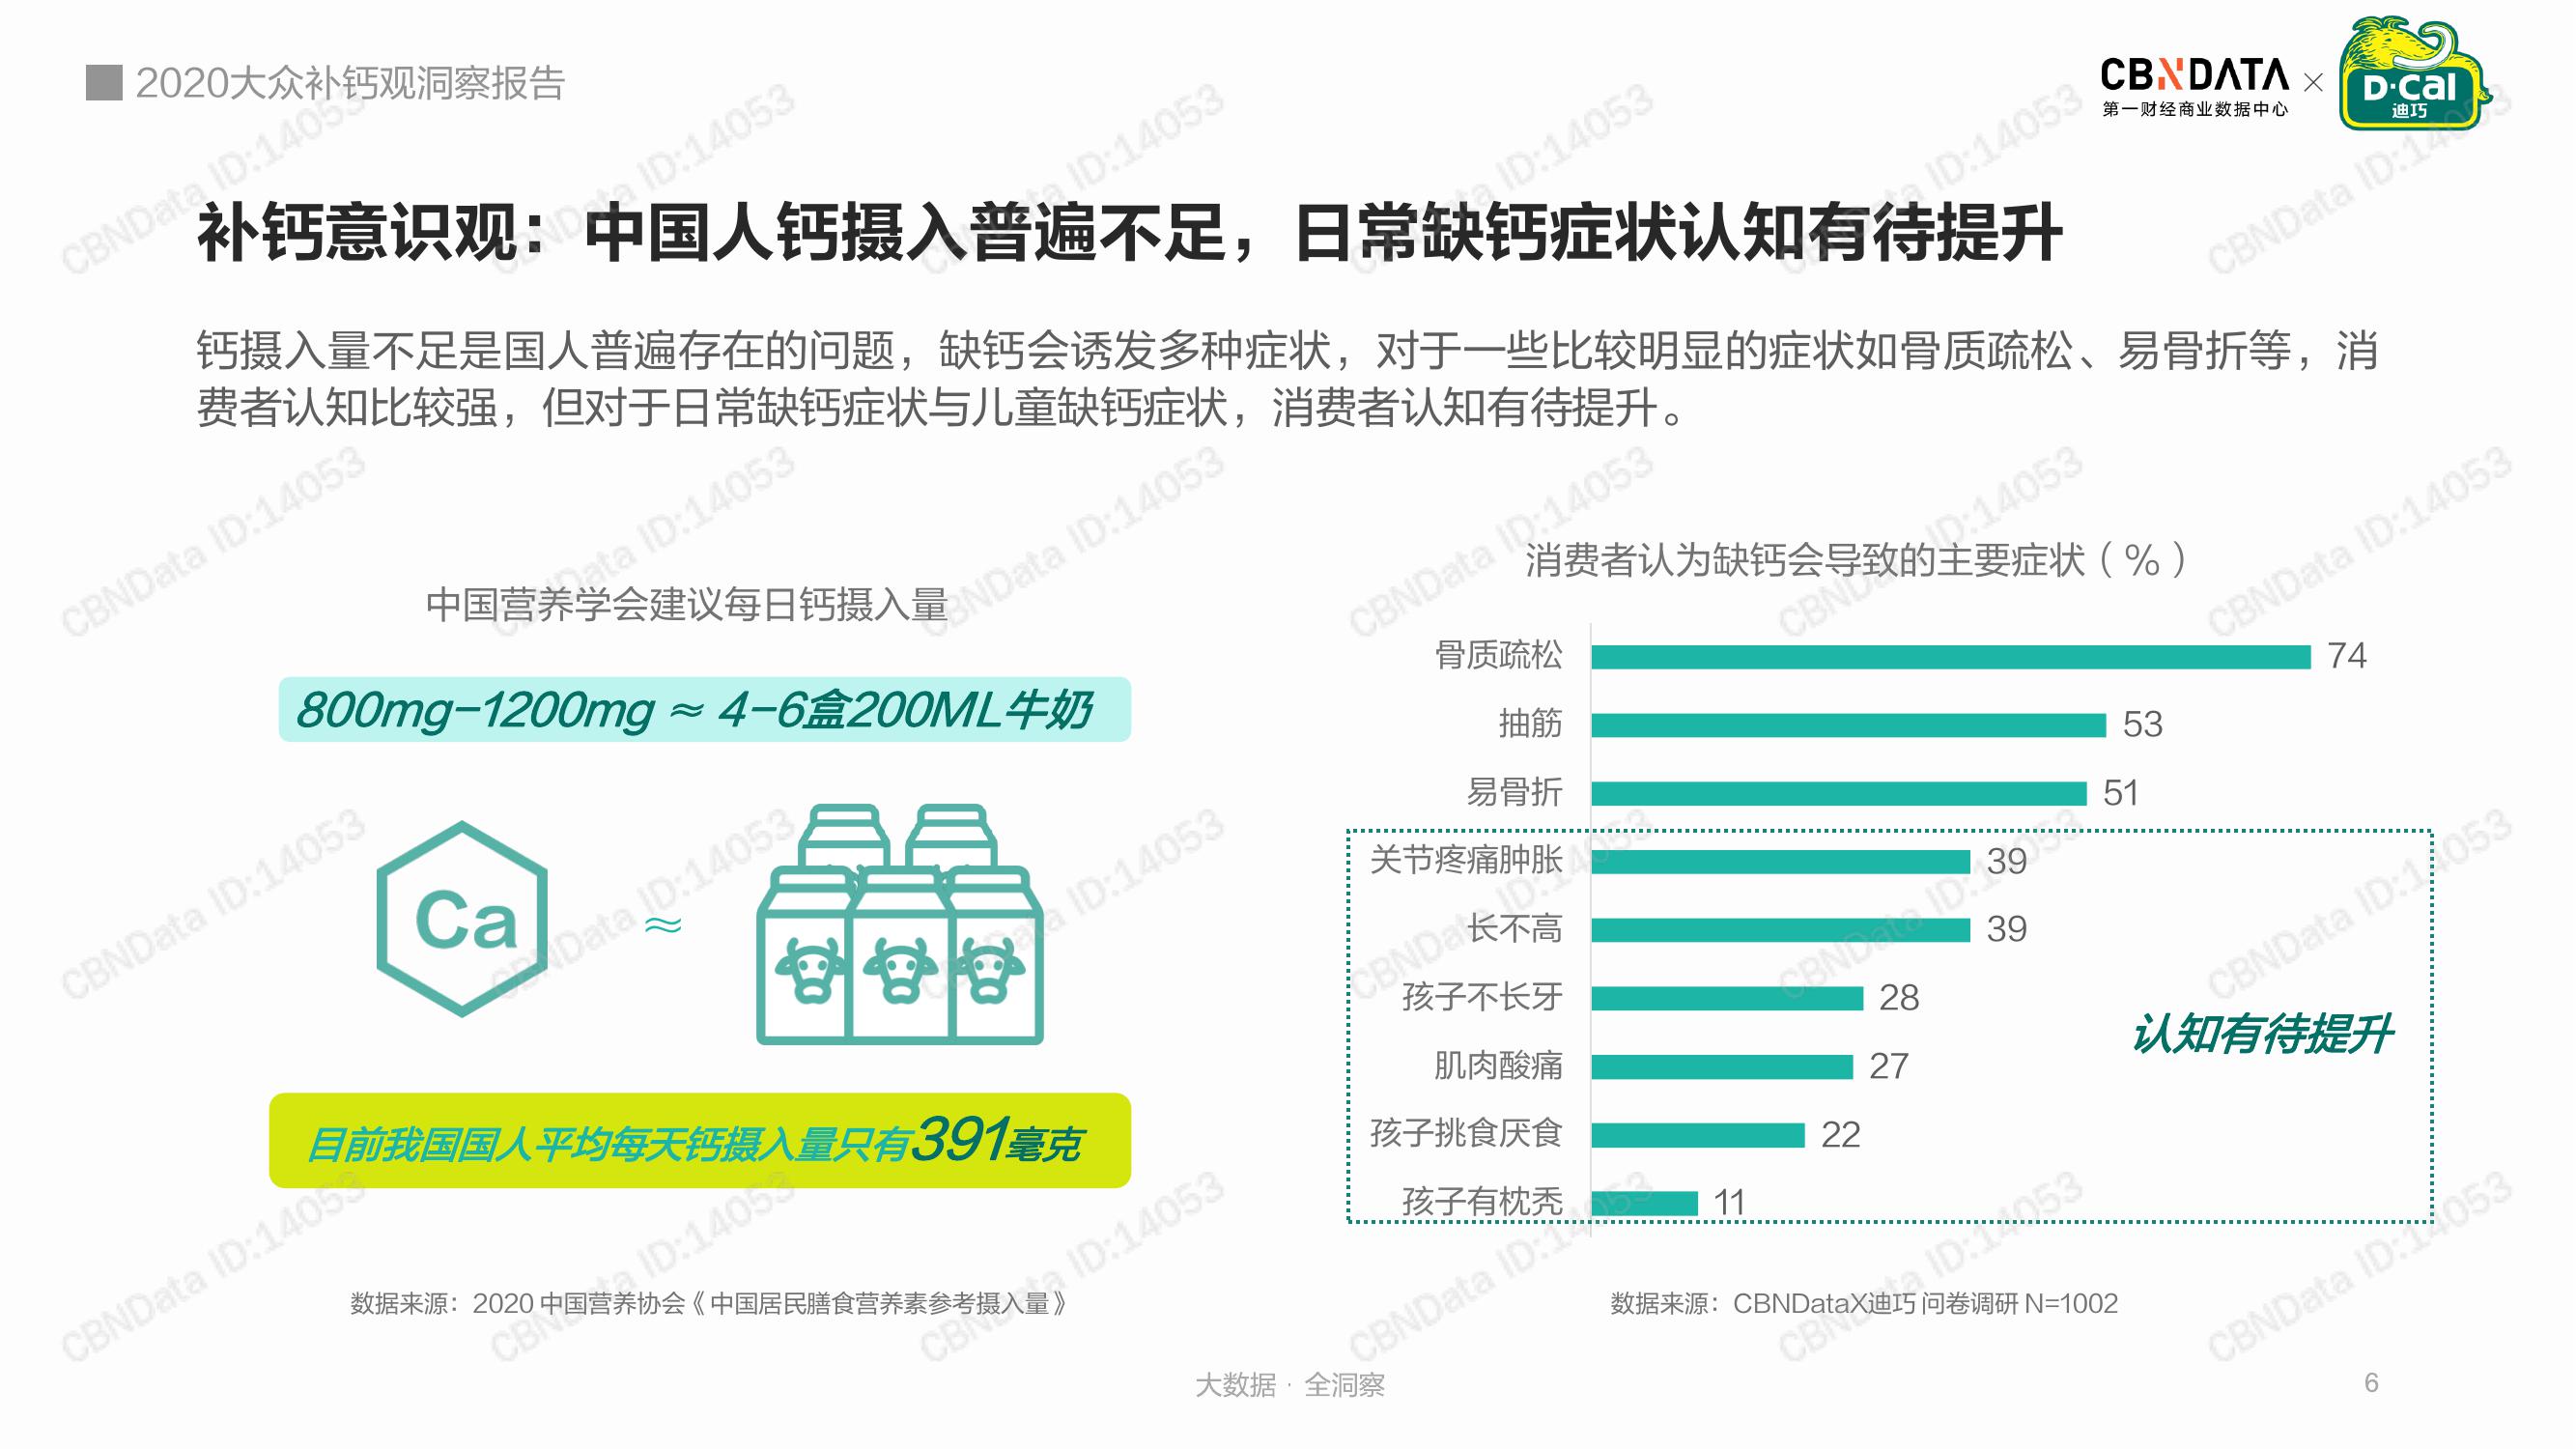 2020大众补钙观洞察报告
CBNDATA
第一财经商业数据中心
×
D·Cal
迪巧
补钙意识观：中国人钙摄入普遍不足，日常缺钙症状认知有待提升
钙摄入量不足是国人普遍存在的问题，缺钙会诱发多种症状，对于一些比较明显的症状如骨质疏松、易骨折等，消
费者认知比较强，但对于日常缺钙症状与儿童缺钙症状，消费者认知有待提升。
中国营养学会建议每日钙摄入量
800mg-1200mg ≈ 4-6盒200ML牛奶
Ca
≈
目前我国国人平均每天钙摄入量只有391毫克
数据来源：2020 中国营养协会《中国居民膳食营养素参考摄入量》
消费者认为缺钙会导致的主要症状（%）
骨质疏松 74
抽筋 53
易骨折 51
关节疼痛肿胀 39
长不高 39
孩子不长牙 28
肌肉酸痛 27
孩子挑食厌食 22
孩子有枕秃 11
认知有待提升
数据来源：CBNDataX迪巧 问卷调研 N=1002
大数据 · 全洞察
6
CBNData ID:14053